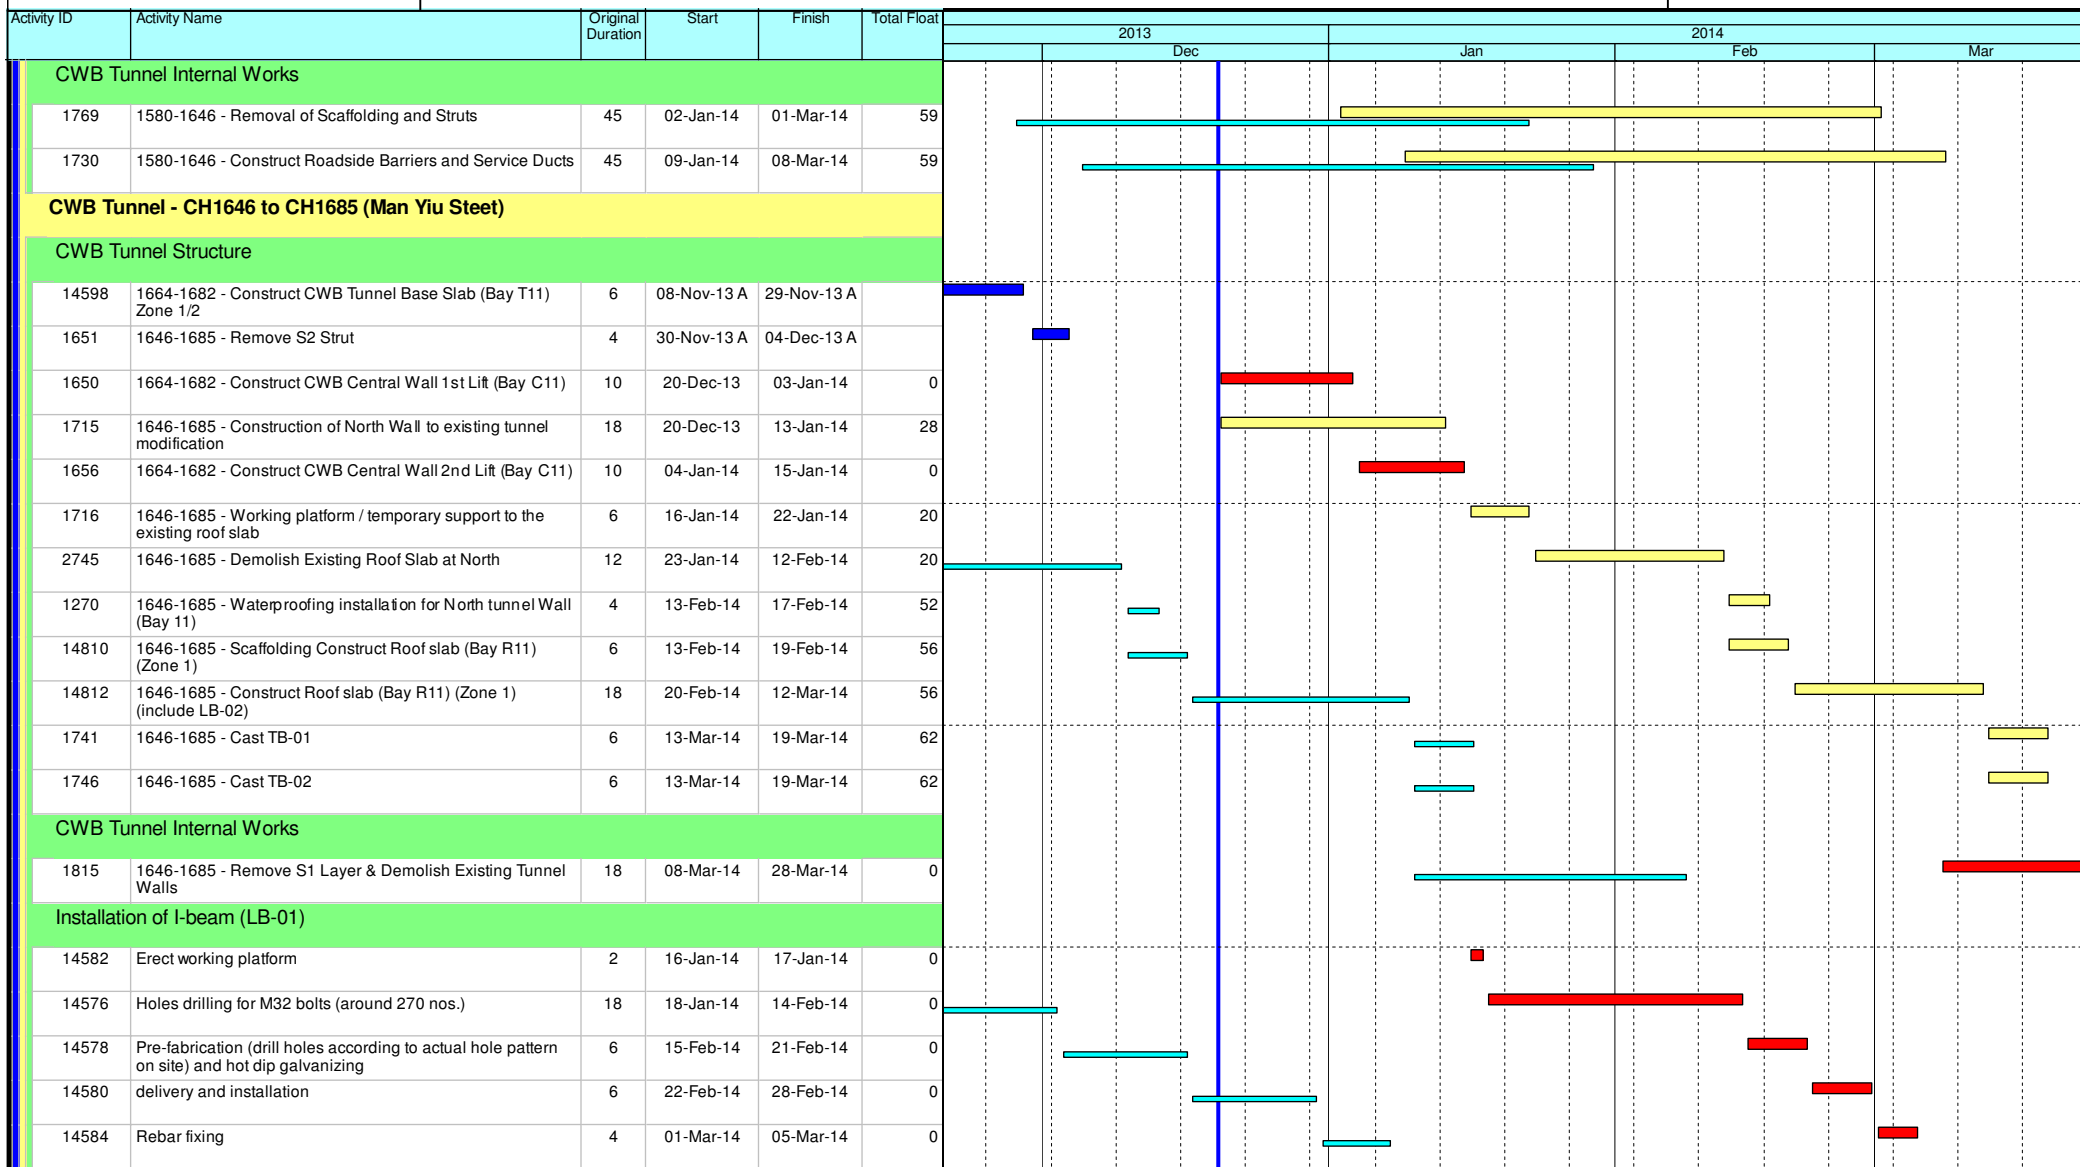 Activity ID Activity Name Original Duration Start Finish Total Float
2013 2014
Dec Jan Feb Mar
CWB Tunnel Internal Works
1769 1580-1646 - Removal of Scaffolding and Struts 45 02-Jan-14 01-Mar-14 59
1730 1580-1646 - Construct Roadside Barriers and Service Ducts 45 09-Jan-14 08-Mar-14 59
CWB Tunnel - CH1646 to CH1685 (Man Yiu Steet)
CWB Tunnel Structure
14598 1664-1682 - Construct CWB Tunnel Base Slab (Bay T11) 6 08-Nov-13 A 29-Nov-13 A
Zone 1/2
1651 1646-1685 - Remove S2 Strut 4 30-Nov-13 A 04-Dec-13 A
1650 1664-1682 - Construct CWB Central Wall 1st Lift (Bay C11) 10 20-Dec-13 03-Jan-14 0
1715 1646-1685 - Construction of North Wall to existing tunnel 18 20-Dec-13 13-Jan-14 28
modification
1656 1664-1682 - Construct CWB Central Wall 2nd Lift (Bay C11) 10 04-Jan-14 15-Jan-14 0
1716 1646-1685 - Working platform / temporary support to the 6 16-Jan-14 22-Jan-14 20
existing roof slab
2745 1646-1685 - Demolish Existing Roof Slab at North 12 23-Jan-14 12-Feb-14 20
1270 1646-1685 - Waterproofing installation for North tunnel Wall 4 13-Feb-14 17-Feb-14 52
(Bay 11)
14810 1646-1685 - Scaffolding Construct Roof slab (Bay R11) 6 13-Feb-14 19-Feb-14 56
(Zone 1)
14812 1646-1685 - Construct Roof slab (Bay R11) (Zone 1) 18 20-Feb-14 12-Mar-14 56
(include LB-02)
1741 1646-1685 - Cast TB-01 6 13-Mar-14 19-Mar-14 62
1746 1646-1685 - Cast TB-02 6 13-Mar-14 19-Mar-14 62
CWB Tunnel Internal Works
1815 1646-1685 - Remove S1 Layer & Demolish Existing Tunnel 18 08-Mar-14 28-Mar-14 0
Walls
Installation of I-beam (LB-01)
14582 Erect working platform 2 16-Jan-14 17-Jan-14 0
14576 Holes drilling for M32 bolts (around 270 nos.) 18 18-Jan-14 14-Feb-14 0
14578 Pre-fabrication (drill holes according to actual hole pattern 6 15-Feb-14 21-Feb-14 0
on site) and hot dip galvanizing
14580 delivery and installation 6 22-Feb-14 28-Feb-14 0
14584 Rebar fixing 4 01-Mar-14 05-Mar-14 0